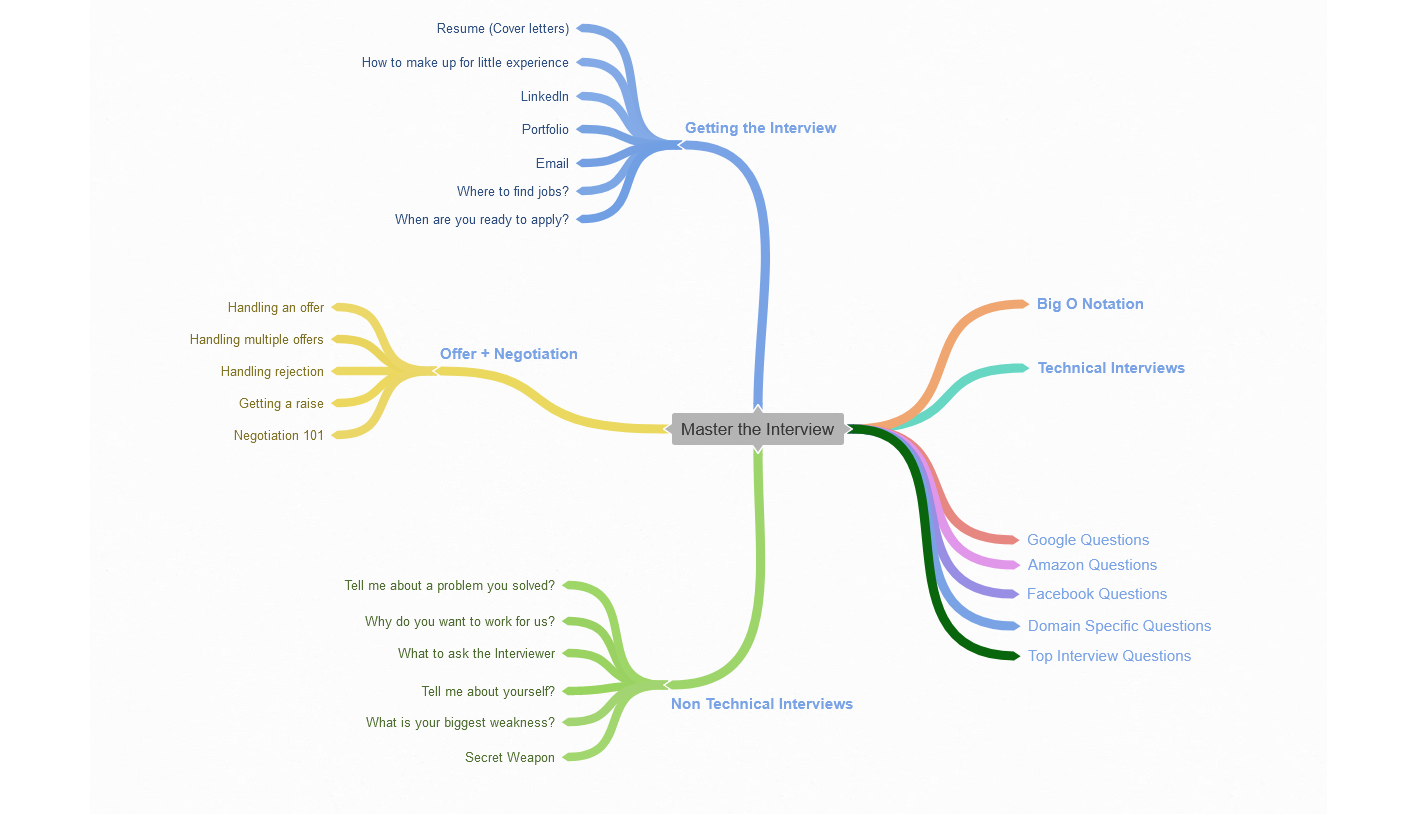 Resume (Cover letters)
How to make up for little experience
LinkedIn
Portfolio
Email
Where to find jobs?
When are you ready to apply?
Getting the Interview
Handling an offer
Handling multiple offers
Handling rejection
Getting a raise
Negotiation 101
Offer + Negotiation
Master the Interview
Big O Notation
Technical Interviews
Google Questions
Amazon Questions
Facebook Questions
Domain Specific Questions
Top Interview Questions
Tell me about a problem you solved?
Why do you want to work for us?
What to ask the Interviewer
Tell me about yourself?
What is your biggest weakness?
Secret Weapon
Non Technical Interviews